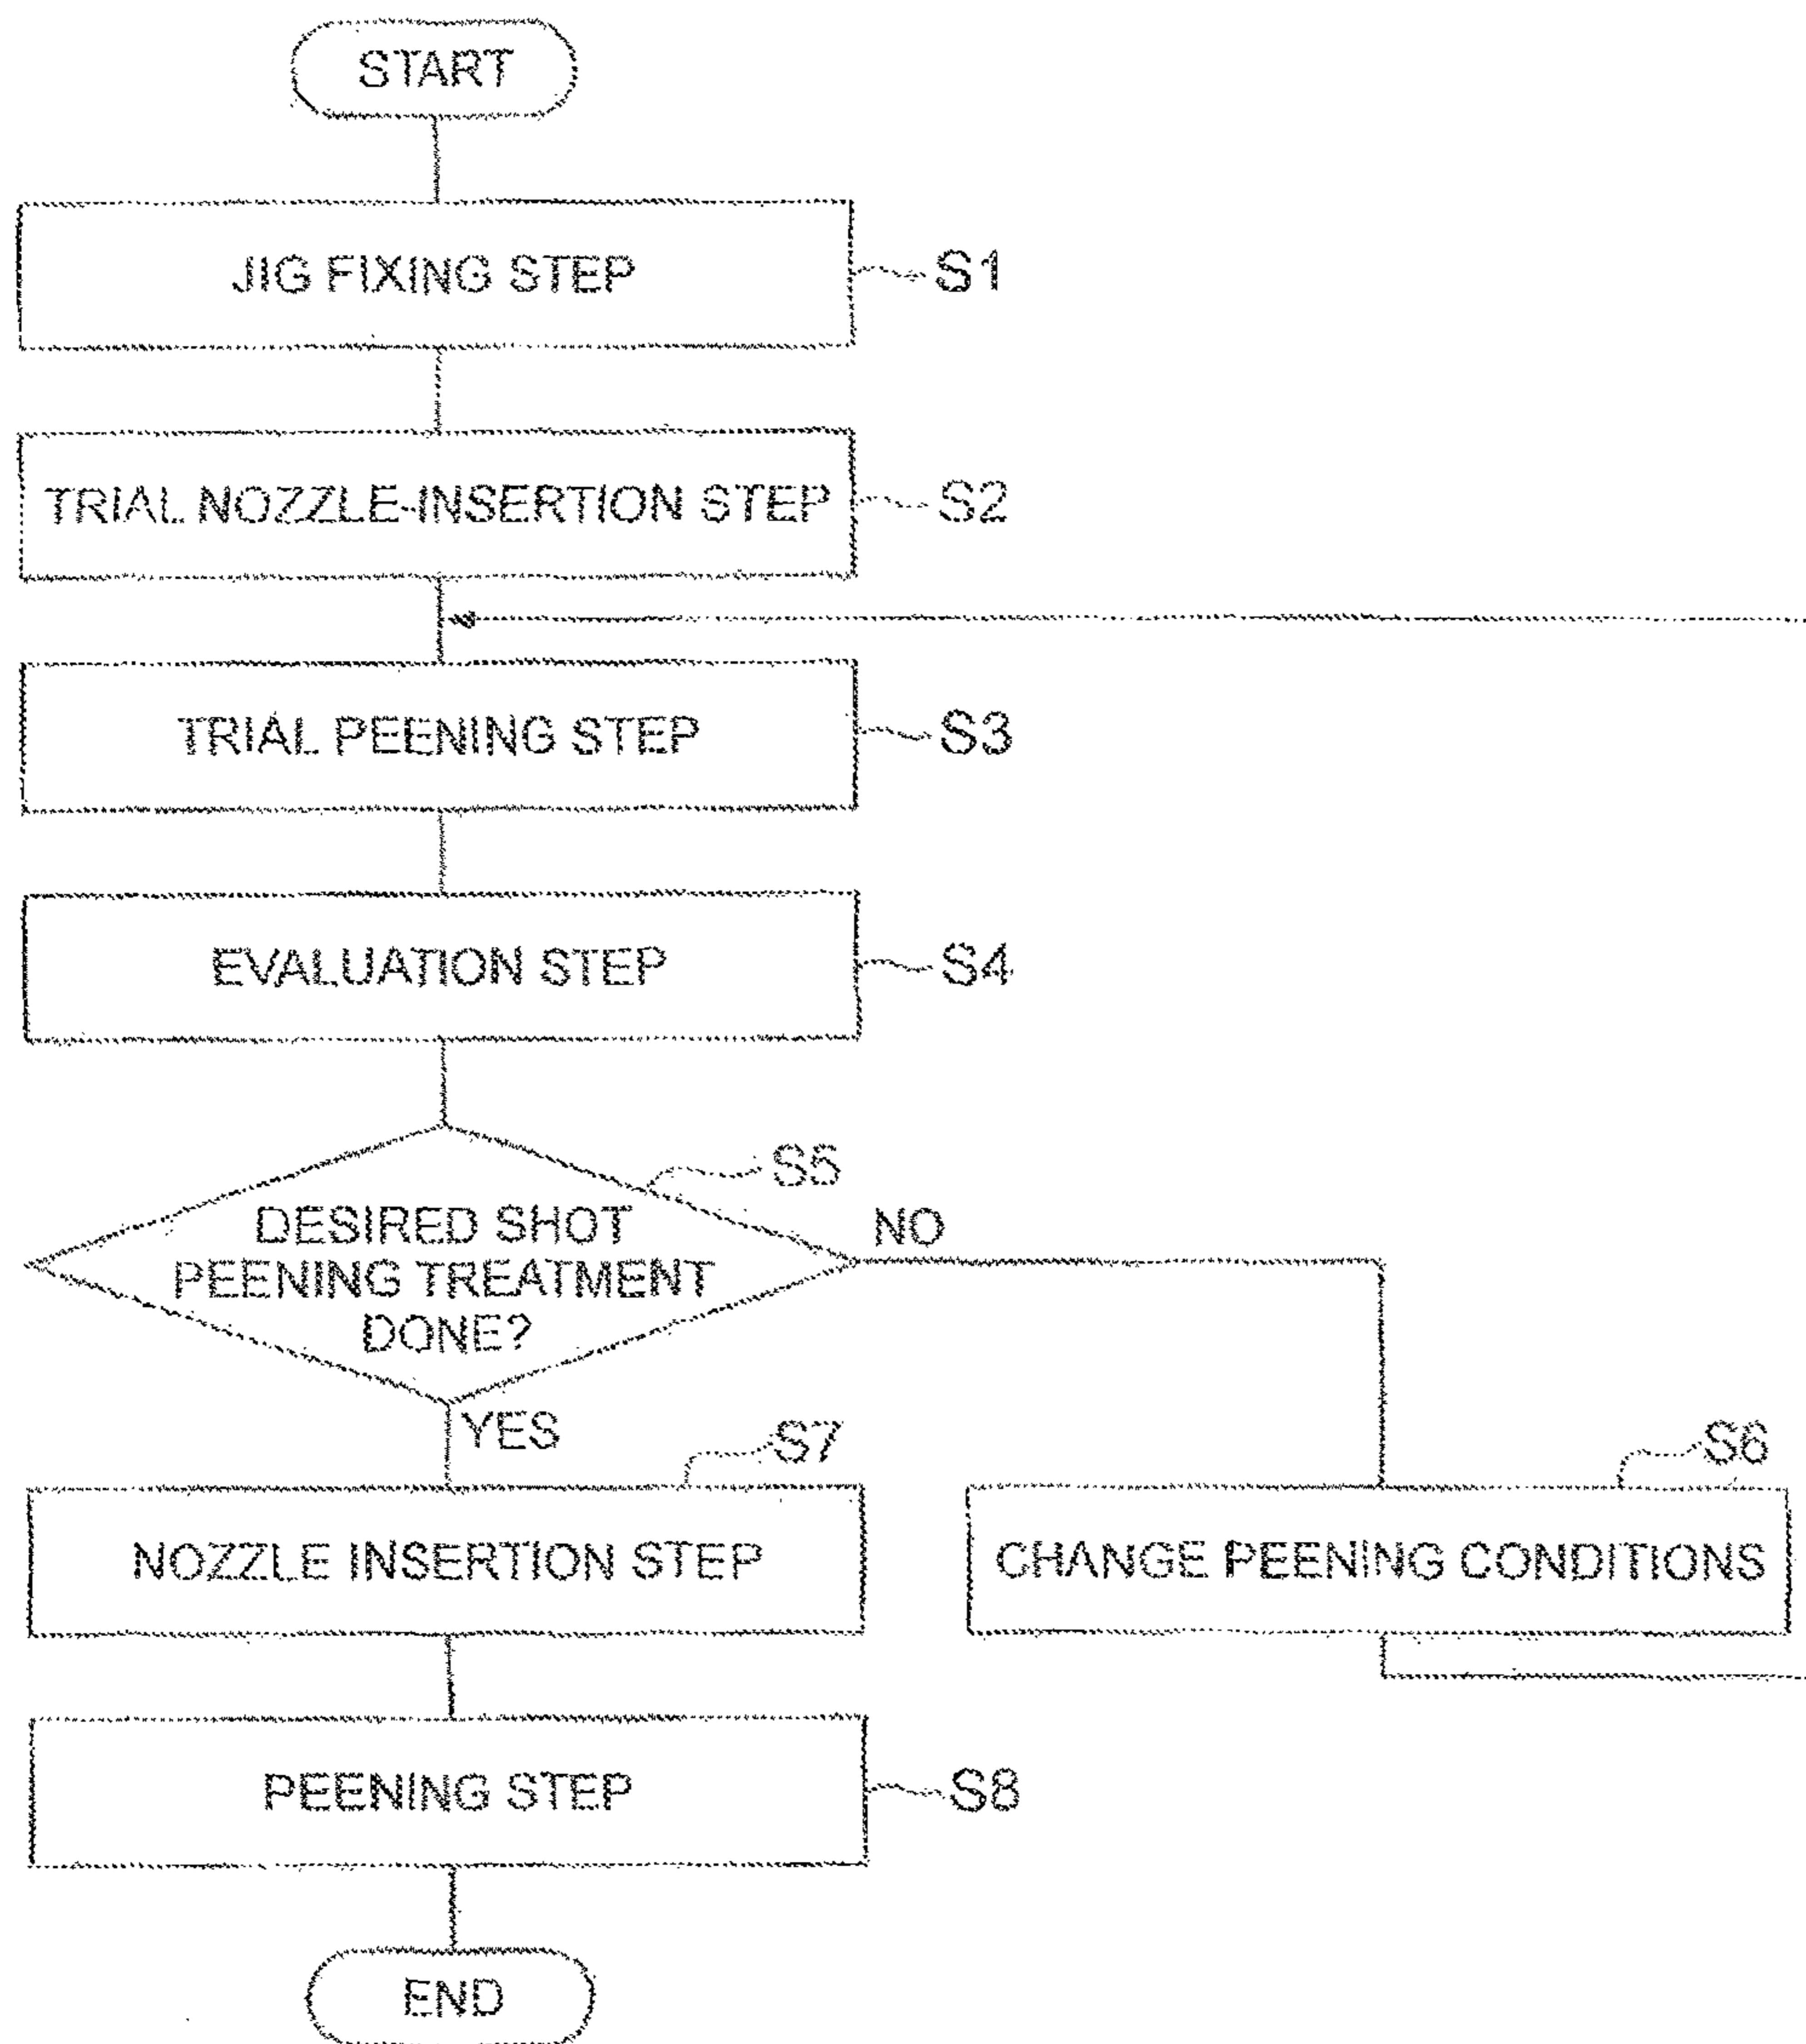 START
JIG FIXING STEP
S1
TRIAL NOZZLE-INSERTION STEP
S2
TRIAL PEENING STEP
S3
EVALUATION STEP
S4
S5
DESIRED SHOT
PEENING TREATMENT
DONE?
NO
YES
S7
S6
NOZZLE INSERTION STEP
CHANGE PEENING CONDITIONS
PEENING STEP
S8
END